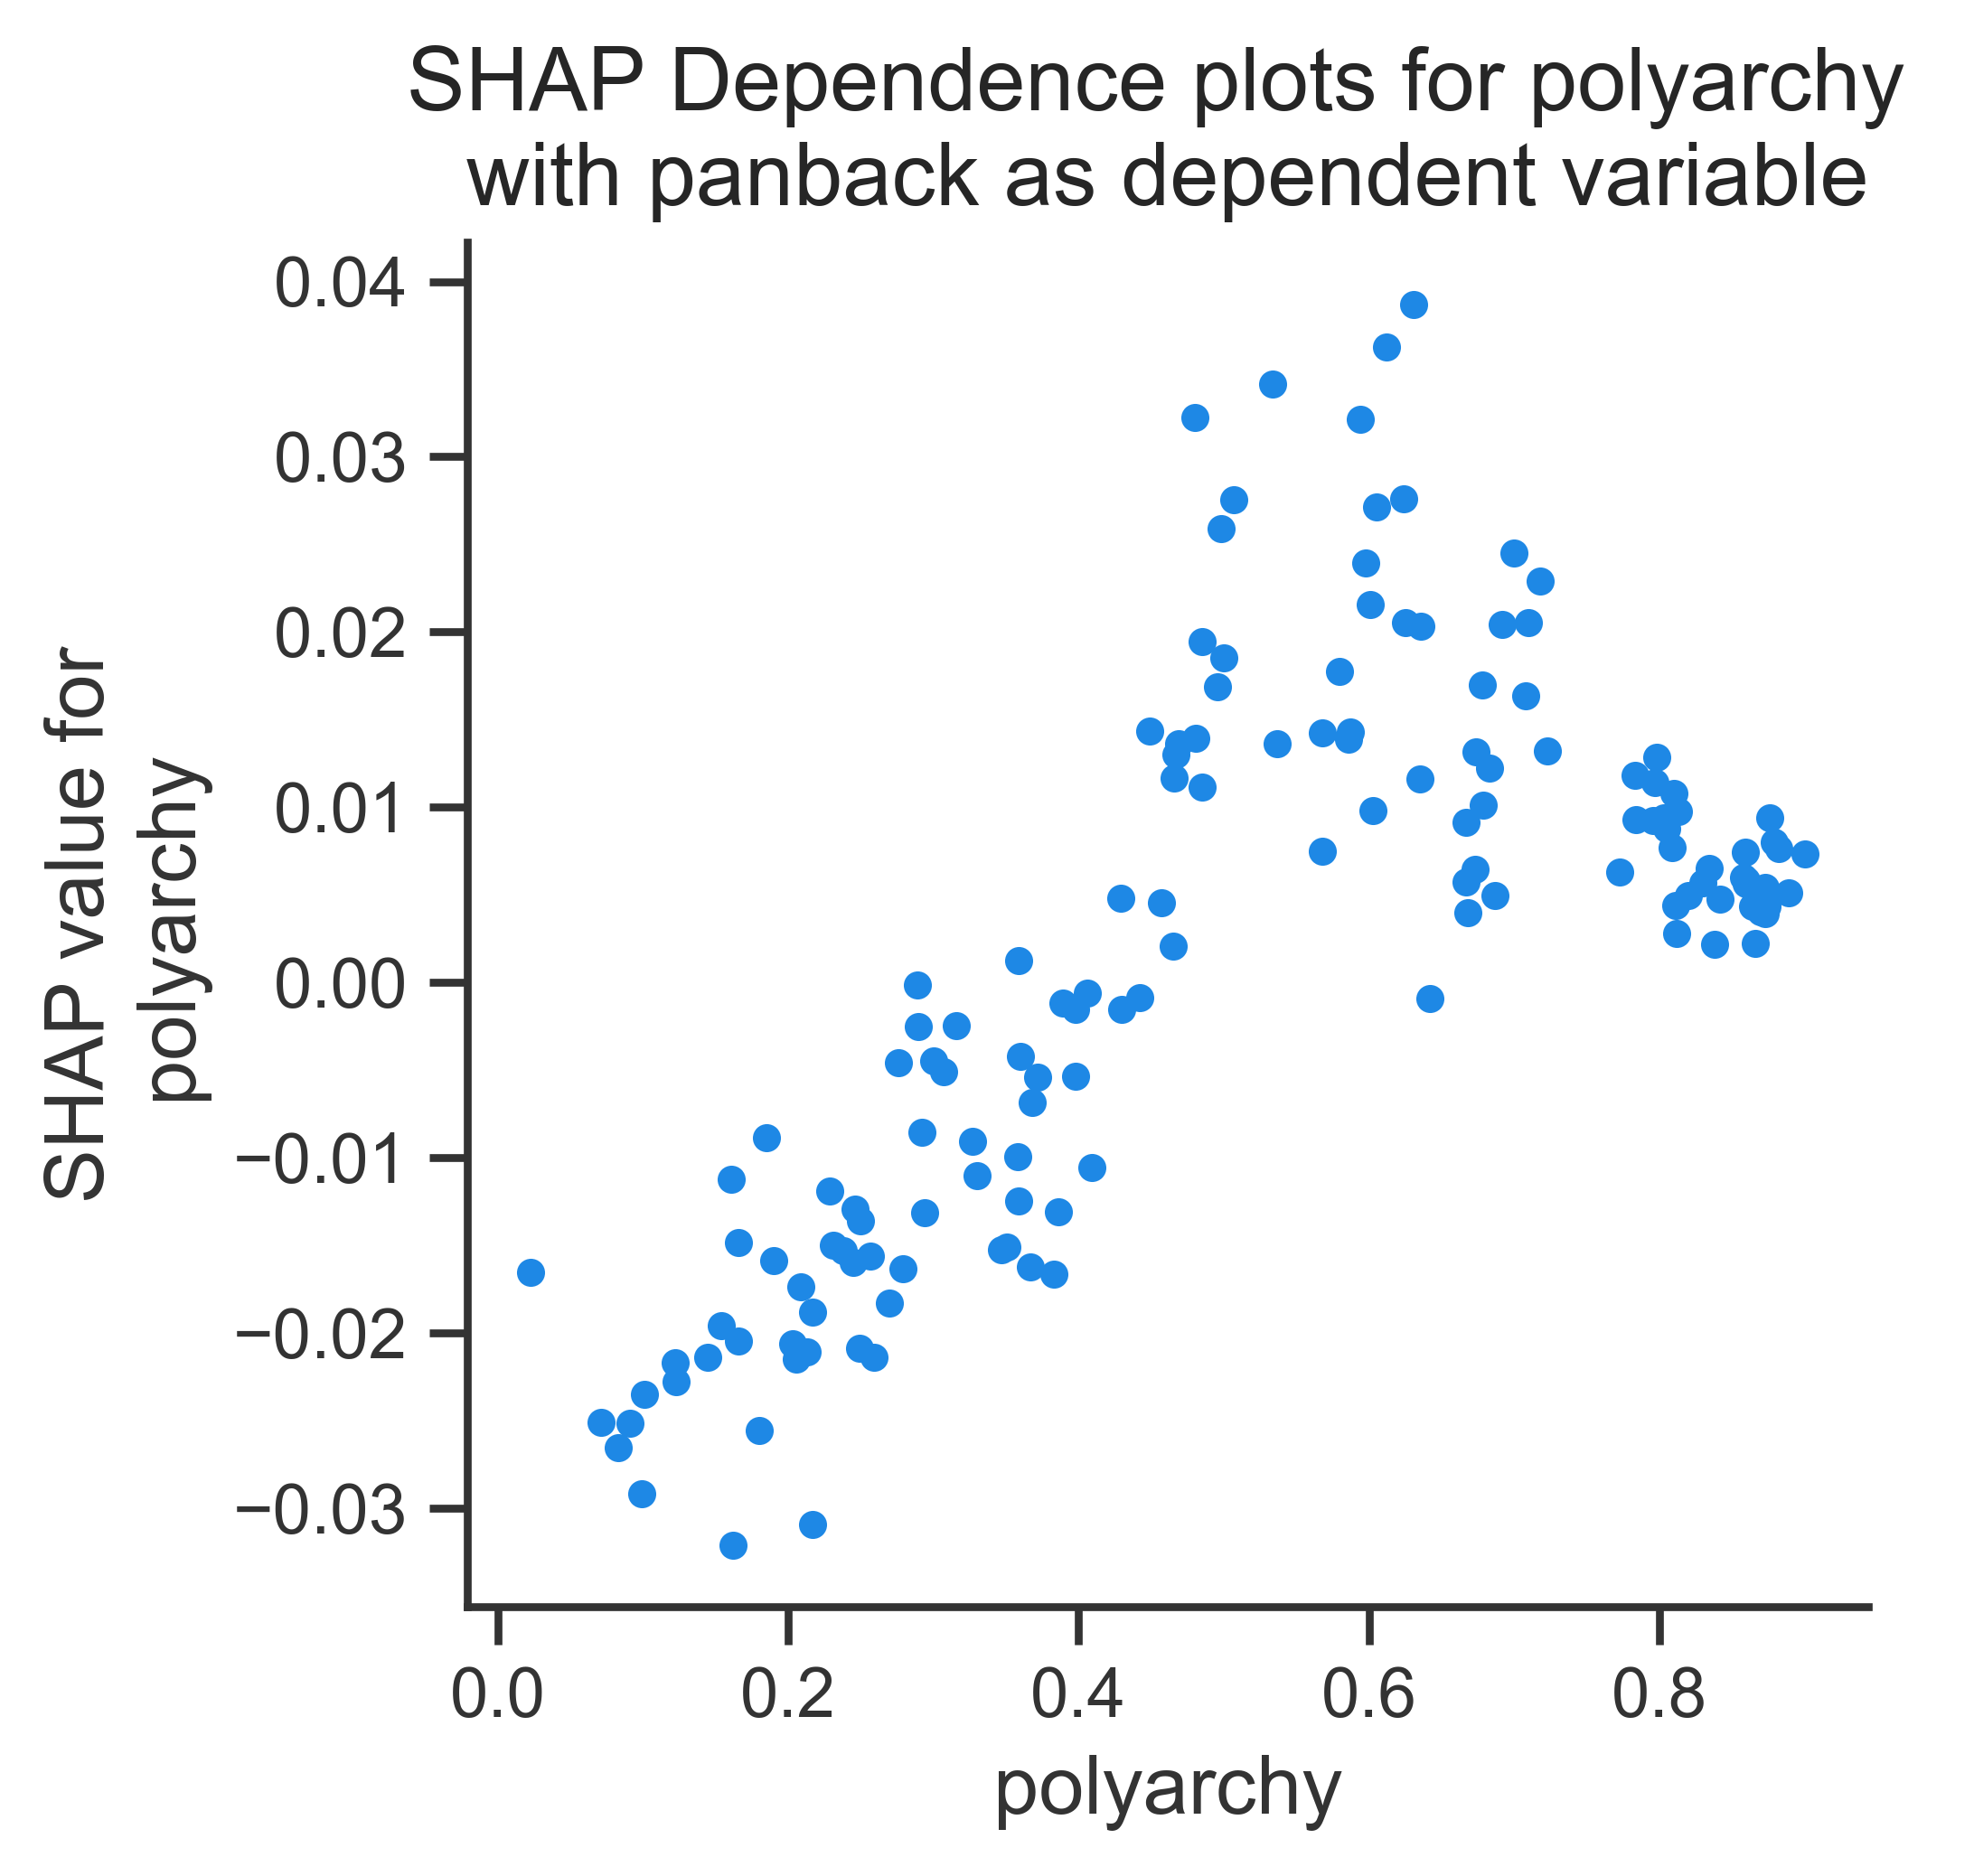 SHAP Dependence plots for polyarchy
with panback as dependent variable
0.04
0.03
0.02
0.01
0.00
−0.01
−0.02
−0.03
SHAP value for
polyarchy
0.0 0.2 0.4 0.6 0.8
polyarchy